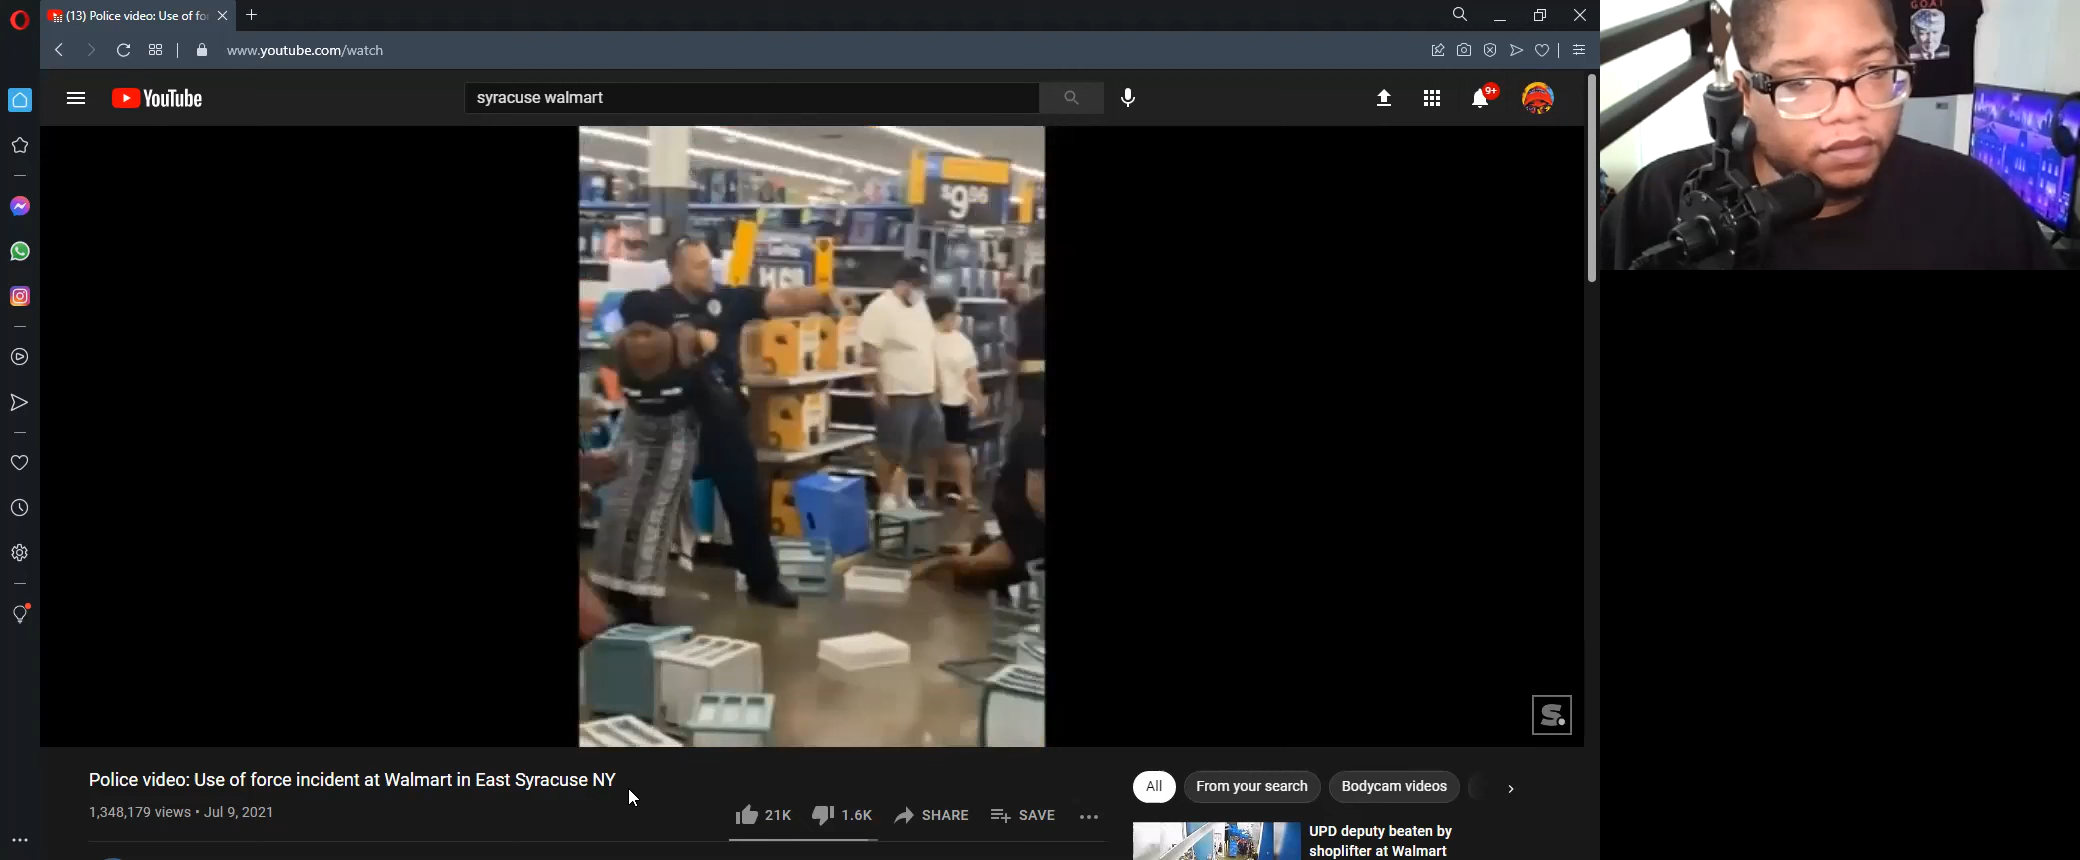 (13) Police video: Use of fo
www.youtube.com/watch
YouTube
syracuse walmart
9+
GOAT
$9.96
S.
Police video: Use of force incident at Walmart in East Syracuse NY
1,348,179 views • Jul 9, 2021
21K
1.6K
SHARE
SAVE
All
From your search
Bodycam videos
UPD deputy beaten by
shoplifter at Walmart